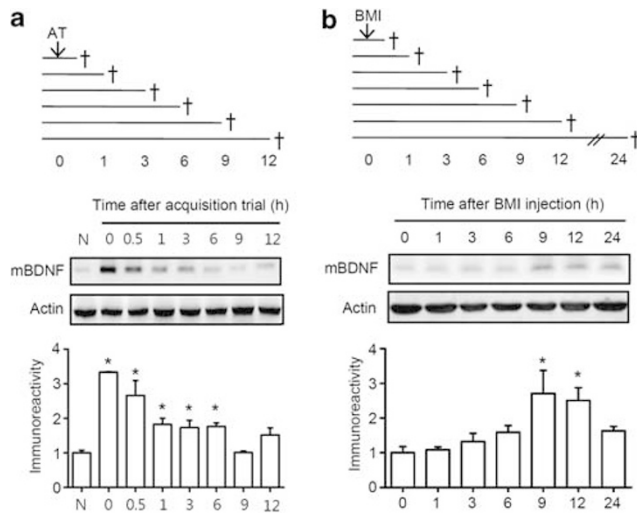 a
AT
†
†
†
†
†
†
0 1 3 6 9 12
Time after acquisition trial (h)
N 0 0.5 1 3 6 9 12
mBDNF
Actin
Immunoreactivity
4
3
2
1
0
* * * * *
N 0 0.5 1 3 6 9 12
b
BMI
†
†
†
†
†
†
†
0 1 3 6 9 12 24
Time after BMI injection (h)
0 1 3 6 9 12 24
mBDNF
Actin
Immunoreactivity
4
3
2
1
0
* *
0 1 3 6 9 12 24